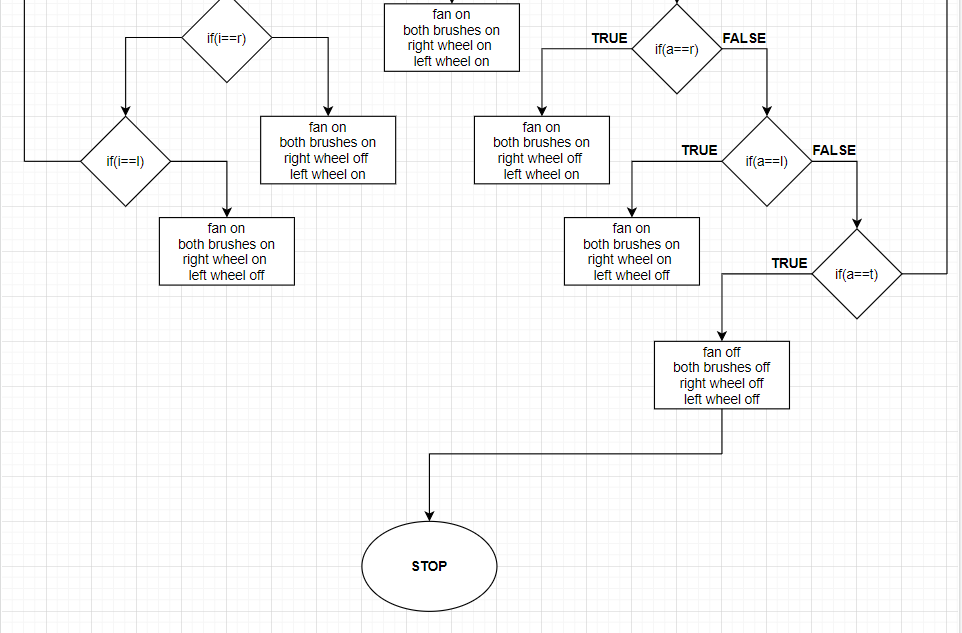 fan on
both brushes on
right wheel on
left wheel on
if(i==r)
TRUE
if(a==r)
FALSE
fan on
both brushes on
right wheel off
left wheel on
fan on
both brushes on
right wheel off
left wheel on
if(i==l)
TRUE
if(a==l)
FALSE
fan on
both brushes on
right wheel on
left wheel off
fan on
both brushes on
right wheel on
left wheel off
TRUE
if(a==t)
fan off
both brushes off
right wheel off
left wheel off
STOP